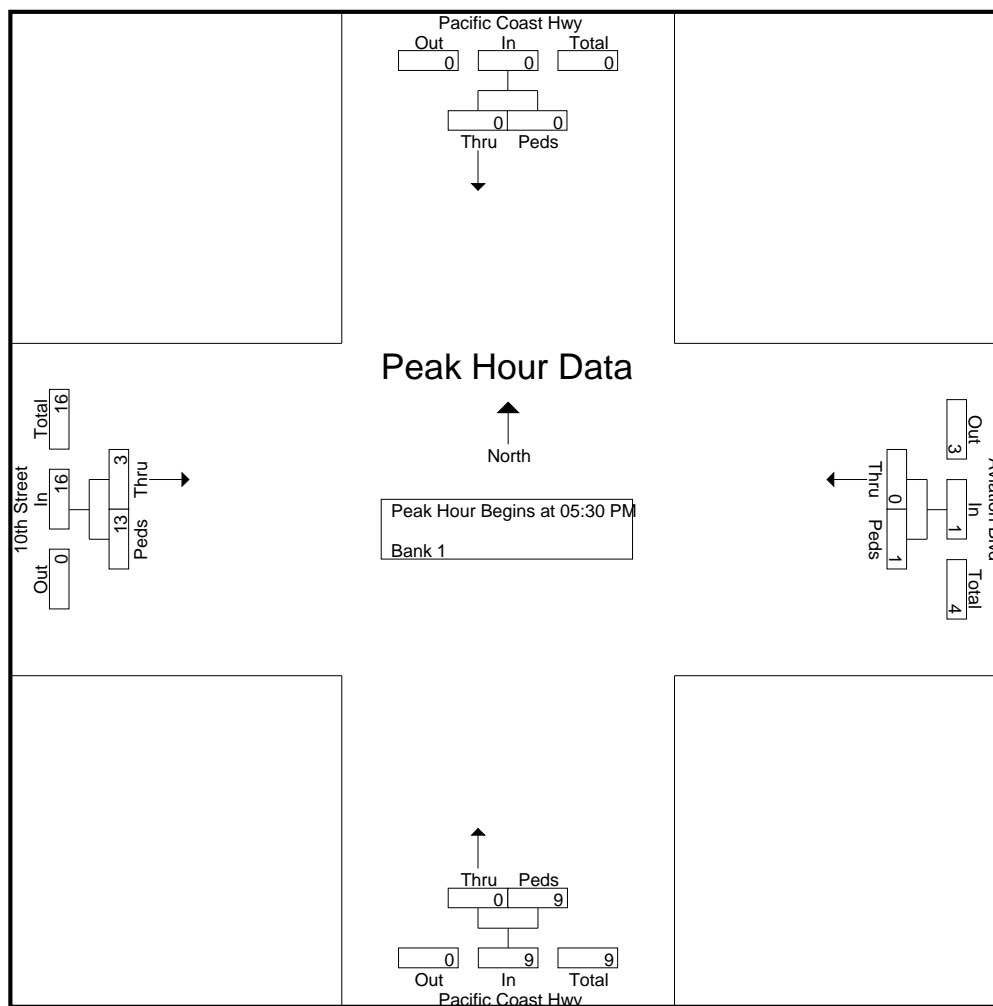 Pacific Coast Hwy
Out In Total
0 0 0
0 0
Thru Peds
Peak Hour Data
North
Peak Hour Begins at 05:30 PM
Bank 1
10th Street
Out In Total
0 16 16
13 3
Peds Thru
Aviation Blvd
Out In Total
3 1 4
0 1
Thru Peds
Thru Peds
0 9
0 9 9
Out In Total
Pacific Coast Hwy